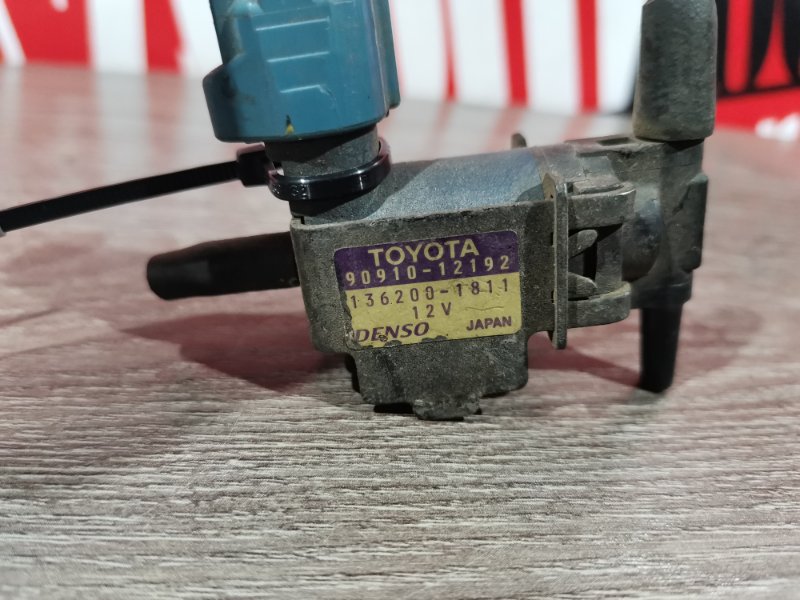 TOYOTA
90910-12192
136200-1811
12V
DENSO JAPAN